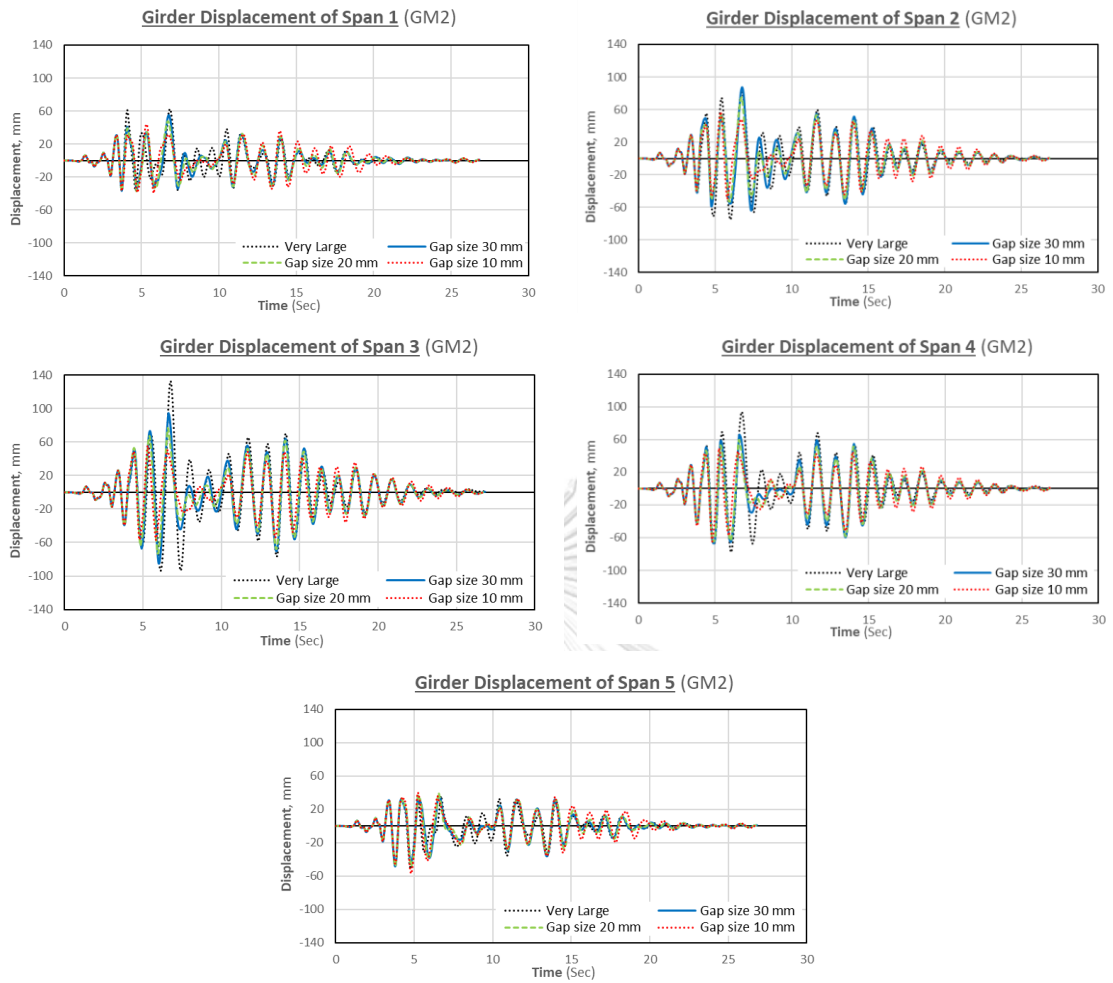 Girder Displacement of Span 1 (GM2)
Displacement, mm
140
100
60
20
-20
-60
-100
-140
Very Large
Gap size 30 mm
Gap size 20 mm
Gap size 10 mm
0 5 10 15 20 25 30
Time (Sec)
Girder Displacement of Span 2 (GM2)
Displacement, mm
140
100
60
20
-20
-60
-100
-140
Very Large
Gap size 30 mm
Gap size 20 mm
Gap size 10 mm
0 5 10 15 20 25 30
Time (Sec)
Girder Displacement of Span 3 (GM2)
Displacement, mm
140
100
60
20
-20
-60
-100
-140
Very Large
Gap size 30 mm
Gap size 20 mm
Gap size 10 mm
0 5 10 15 20 25 30
Time (Sec)
Girder Displacement of Span 4 (GM2)
Displacement, mm
140
100
60
20
-20
-60
-100
-140
Very Large
Gap size 30 mm
Gap size 20 mm
Gap size 10 mm
0 5 10 15 20 25 30
Time (Sec)
Girder Displacement of Span 5 (GM2)
Displacement, mm
140
100
60
20
-20
-60
-100
-140
Very Large
Gap size 30 mm
Gap size 20 mm
Gap size 10 mm
0 5 10 15 20 25 30
Time (Sec)